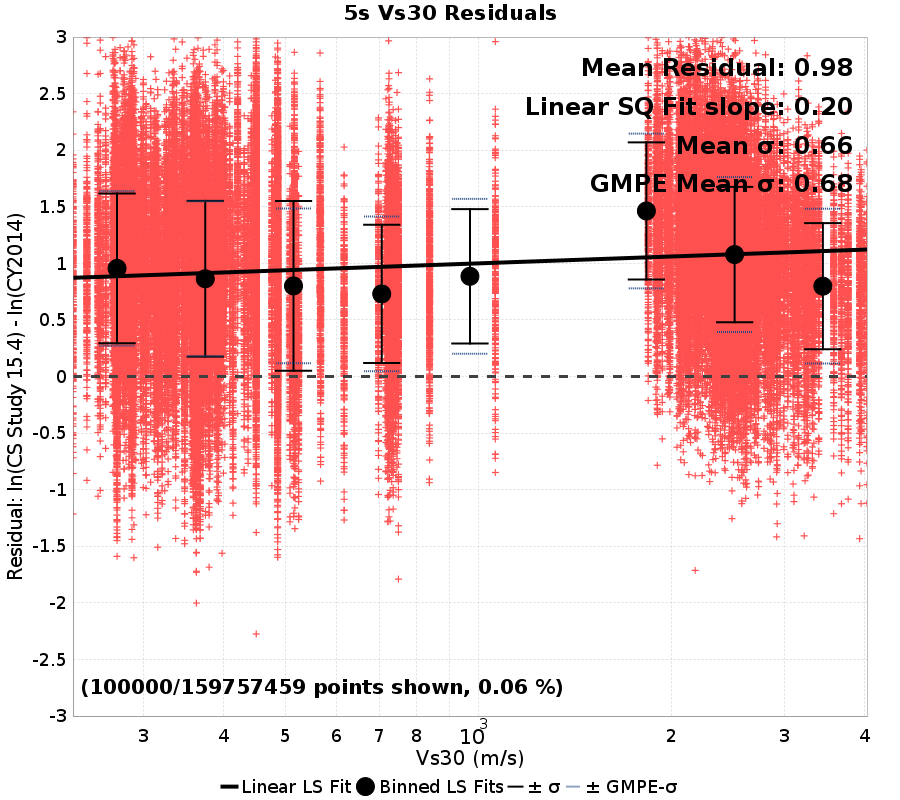 5s Vs30 Residuals
Mean Residual: 0.98
Linear SQ Fit slope: 0.20
Mean σ: 0.66
GMPE Mean σ: 0.68
Residual: ln(CS Study 15.4) - ln(CY2014)
3
2.5
2
1.5
1
0.5
0
-0.5
-1
-1.5
-2
-2.5
-3
(100000/159757459 points shown, 0.06 %)
3 4 5 6 7 8 10^3 2 3 4
Vs30 (m/s)
Linear LS Fit Binned LS Fits ± σ ± GMPE-σ